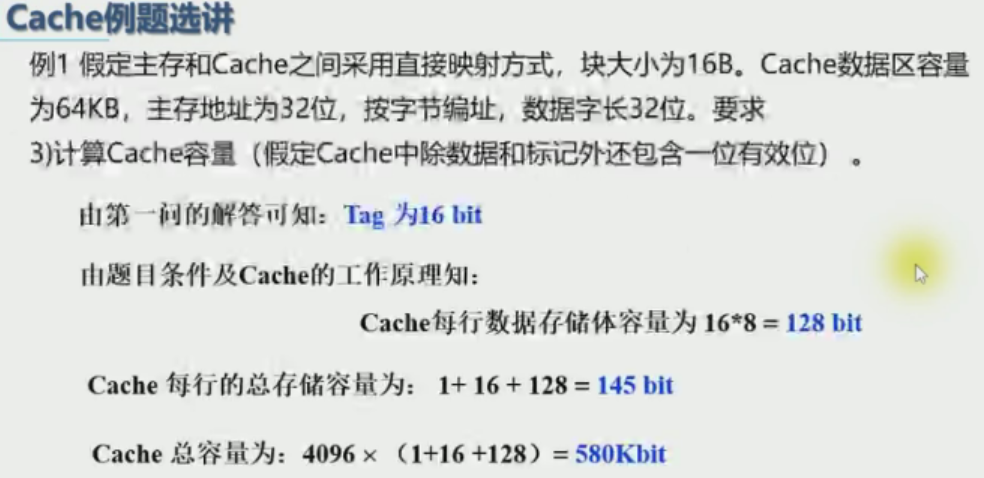 Cache例题选讲
例1 假定主存和Cache之间采用直接映射方式，块大小为16B。Cache数据区容量
为64KB，主存地址为32位，按字节编址，数据字长32位。要求
3)计算Cache容量（假定Cache中除数据和标记外还包含一位有效位）。
由第一问的解答可知：Tag 为16 bit
由题目条件及Cache的工作原理知：
Cache每行数据存储体容量为 16*8 = 128 bit
Cache 每行的总存储容量为： 1+ 16 + 128 = 145 bit
Cache 总容量为：4096 × （1+16 +128）= 580Kbit